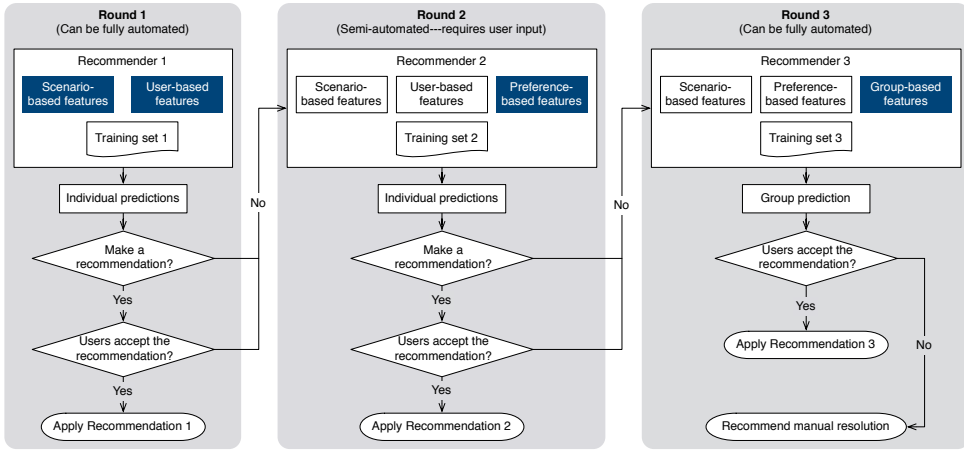 Round 1
(Can be fully automated)
Recommender 1
Scenario-
based features
User-based
features
Training set 1
Individual predictions
Make a
recommendation?
No
Yes
Users accept the
recommendation?
Yes
Apply Recommendation 1
Round 2
(Semi-automated---requires user input)
Recommender 2
Scenario-
based features
User-based
features
Preference-
based features
Training set 2
Individual predictions
Make a
recommendation?
No
Yes
Users accept the
recommendation?
Yes
Apply Recommendation 2
Round 3
(Can be fully automated)
Recommender 3
Scenario-
based features
Preference-
based features
Group-based
features
Training set 3
Group prediction
Users accept the
recommendation?
Yes
Apply Recommendation 3
No
Recommend manual resolution